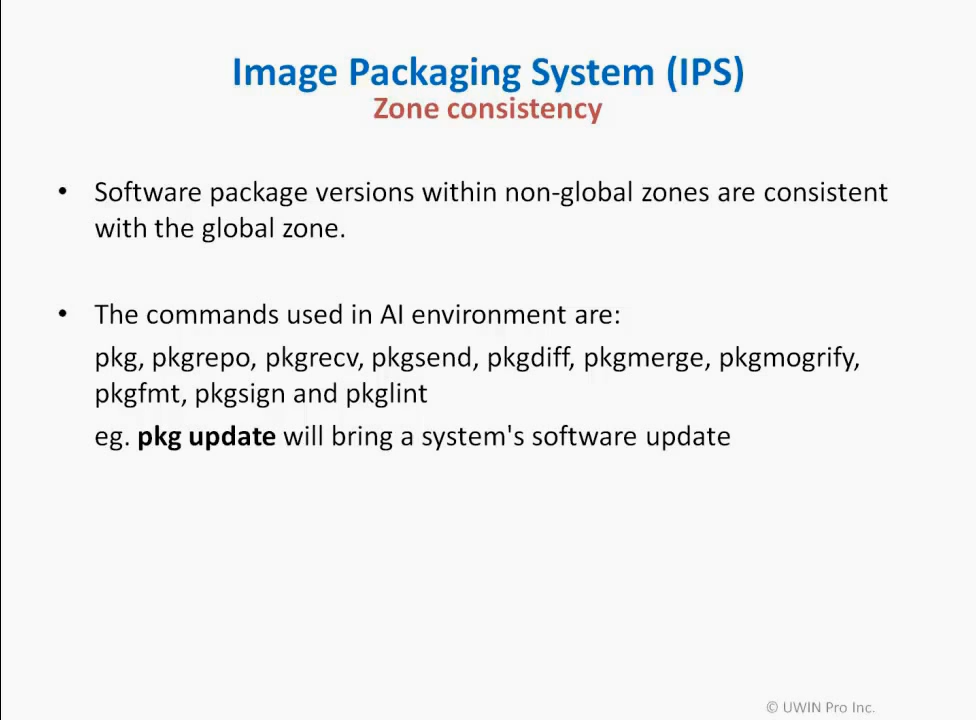 Image Packaging System (IPS)
Zone consistency
• Software package versions within non-global zones are consistent
with the global zone.
• The commands used in AI environment are:
pkg, pkgrepo, pkgrecv, pkgsend, pkgdiff, pkgmerge, pkgmogrify,
pkgfmt, pkgsign and pkglint
eg. pkg update will bring a system's software update
© UWIN Pro Inc.